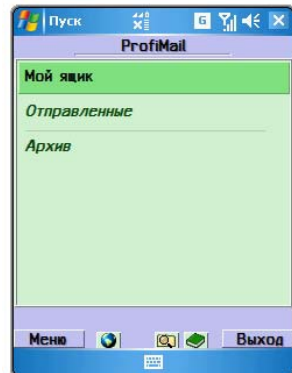 Пуск
G
ProfiMail
Мой ящик
Отправленные
Архив
Меню
Выход